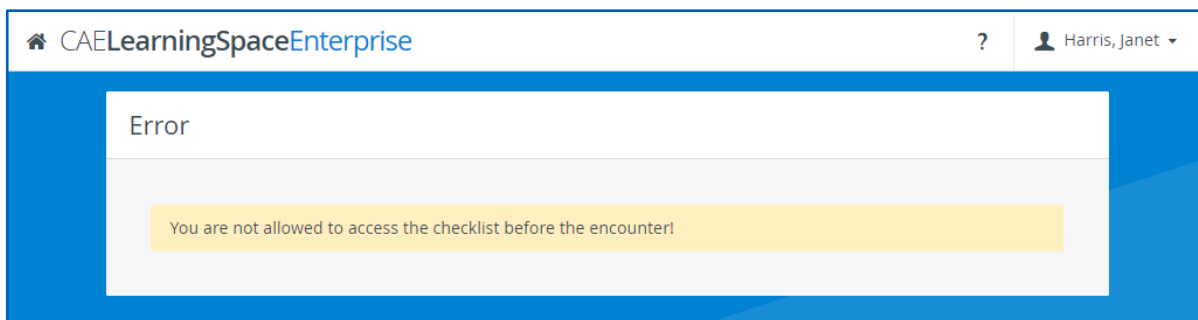 CAELearningSpaceEnterprise
? Harris, Janet
Error
You are not allowed to access the checklist before the encounter!